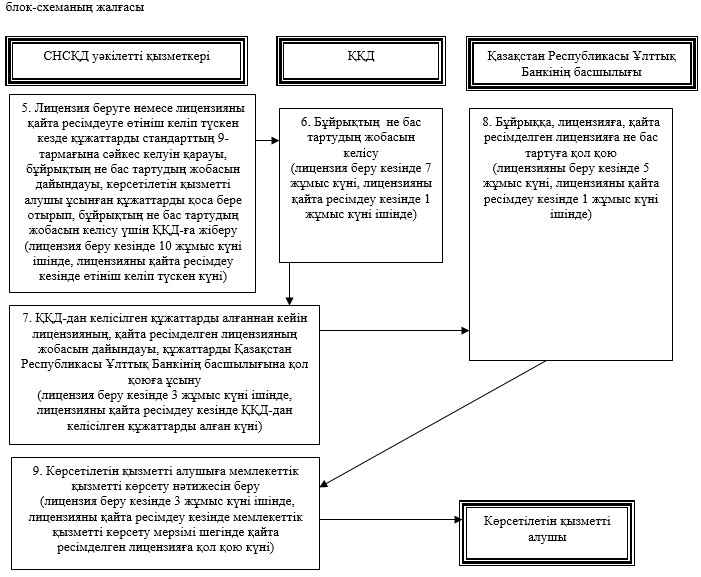 блок-схеманың жалғасы
СНСҚД уәкілетті қызметкері
ҚҚД
Қазақстан Республикасы Ұлттық
Банкінің басшылығы
5. Лицензия беруге немесе лицензияны
қайта ресімдеуге өтініш келіп түскен
кезде құжаттарды стандарттың 9-
тармағына сәйкес келуін қарауы,
бұйрықтың не бас тартудың жобасын
дайындауы, көрсетілетін қызметті
алушы ұсынған құжаттарды қоса бере
отырып, бұйрықтың не бас тартудың
жобасын келісу үшін ҚҚД-ға жіберу
(лицензия беру кезінде 10 жұмыс күні
ішінде, лицензияны қайта ресімдеу
кезінде өтініш келіп түскен күні)
6. Бұйрықтың не бас
тартудың жобасын
келісу
(лицензия беру кезінде 7
жұмыс күні, лицензияны
қайта ресімдеу кезінде 1
жұмыс күні ішінде)
8. Бұйрыққа, лицензияға, қайта
ресімделген лицензияға не бас
тартуға қол қою
(лицензияны беру кезінде 5
жұмыс күні, лицензияны қайта
ресімдеу кезінде 1 жұмыс күні
ішінде)
7. ҚҚД-дан келісілген құжаттарды алғаннан кейін
лицензияның, қайта ресімделген лицензияның
жобасын дайындауы, құжаттарды Қазақстан
Республикасы Ұлттық Банкінің басшылығына қол
қоюға ұсыну
(лицензия беру кезінде 3 жұмыс күні ішінде,
лицензияны қайта ресімдеу кезінде ҚҚД-дан
келісілген құжаттарды алған күні)
9. Көрсетілетін қызметті алушыға мемлекеттік
қызметті көрсету нәтижесін беру
(лицензия беру кезінде 3 жұмыс күні ішінде,
лицензияны қайта ресімдеу кезінде мемлекеттік
қызметті көрсету мерзімі шегінде қайта
ресімделген лицензияға қол қою күні)
Көрсетілетін қызметті
алушы